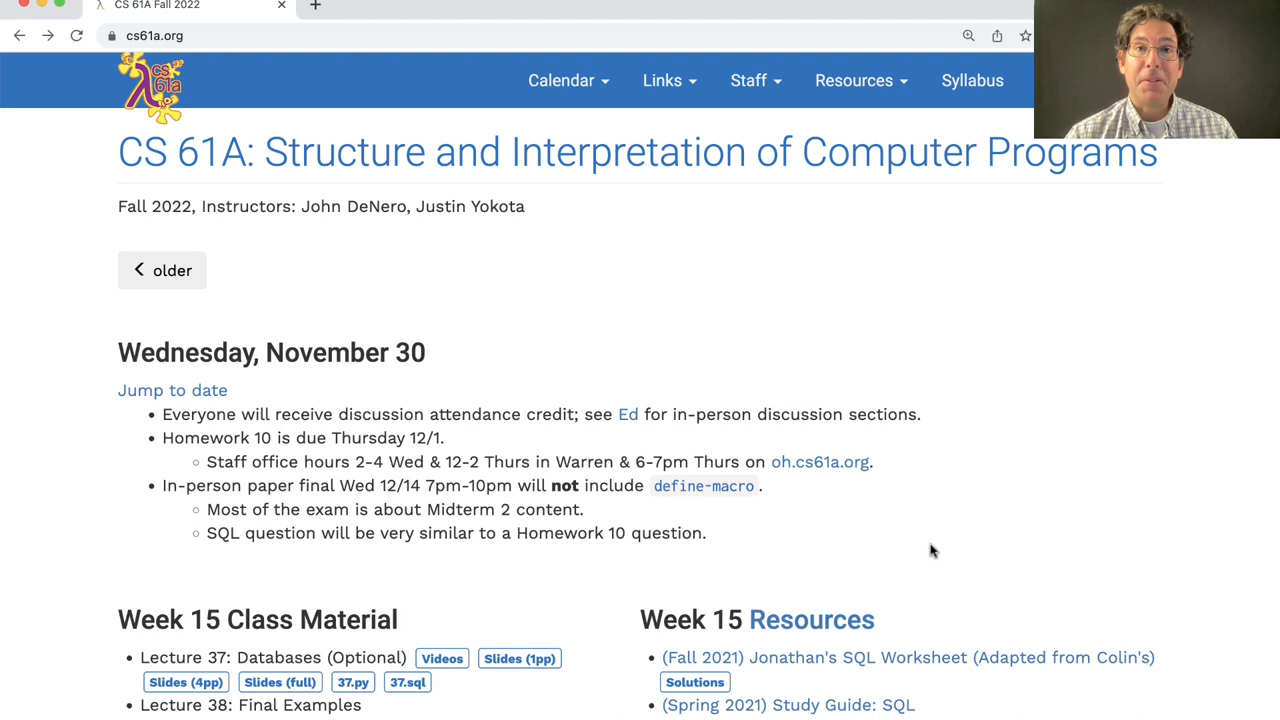 CS 61A Fall 2022
cs61a.org
cs
61a
Calendar Links Staff Resources Syllabus
CS 61A: Structure and Interpretation of Computer Programs
Fall 2022, Instructors: John DeNero, Justin Yokota
older
Wednesday, November 30
Jump to date
• Everyone will receive discussion attendance credit; see Ed for in-person discussion sections.
• Homework 10 is due Thursday 12/1.
◦ Staff office hours 2-4 Wed & 12-2 Thurs in Warren & 6-7pm Thurs on oh.cs61a.org.
• In-person paper final Wed 12/14 7pm-10pm will not include define-macro.
◦ Most of the exam is about Midterm 2 content.
◦ SQL question will be very similar to a Homework 10 question.
Week 15 Class Material
• Lecture 37: Databases (Optional) Videos Slides (1pp)
Slides (4pp) Slides (full) 37.py 37.sql
• Lecture 38: Final Examples
Week 15 Resources
• (Fall 2021) Jonathan's SQL Worksheet (Adapted from Colin's)
Solutions
• (Spring 2021) Study Guide: SQL